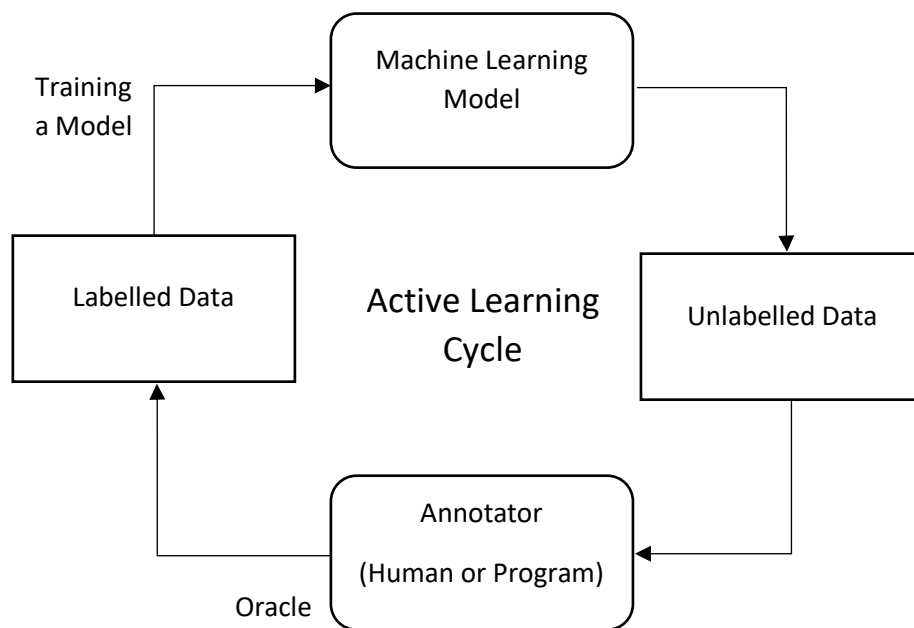 Machine Learning
Model
Training
a Model
Labelled Data
Active Learning
Cycle
Unlabelled Data
Annotator
(Human or Program)
Oracle